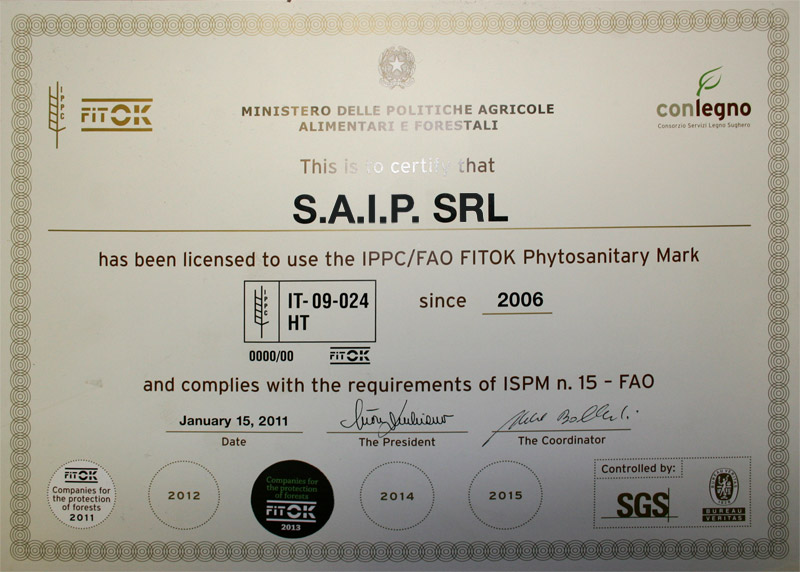 IPPC
FITOK
MINISTERO DELLE POLITICHE AGRICOLE
ALIMENTARI E FORESTALI
conlegno
Consorzio Servizi Legno Sughero
This is to certify that
S.A.I.P. SRL
has been licensed to use the IPPC/FAO FITOK Phytosanitary Mark
IPPC
IT- 09-024
HT
since 2006
0000/00 FITOK
and complies with the requirements of ISPM n. 15 – FAO
January 15, 2011
Date
The President
The Coordinator
FITOK
Companies for
the protection
of forests
2011
2012
Companies for
the protection
of forests
FITOK
2013
2014
2015
Controlled by:
SGS
BUREAU
VERITAS